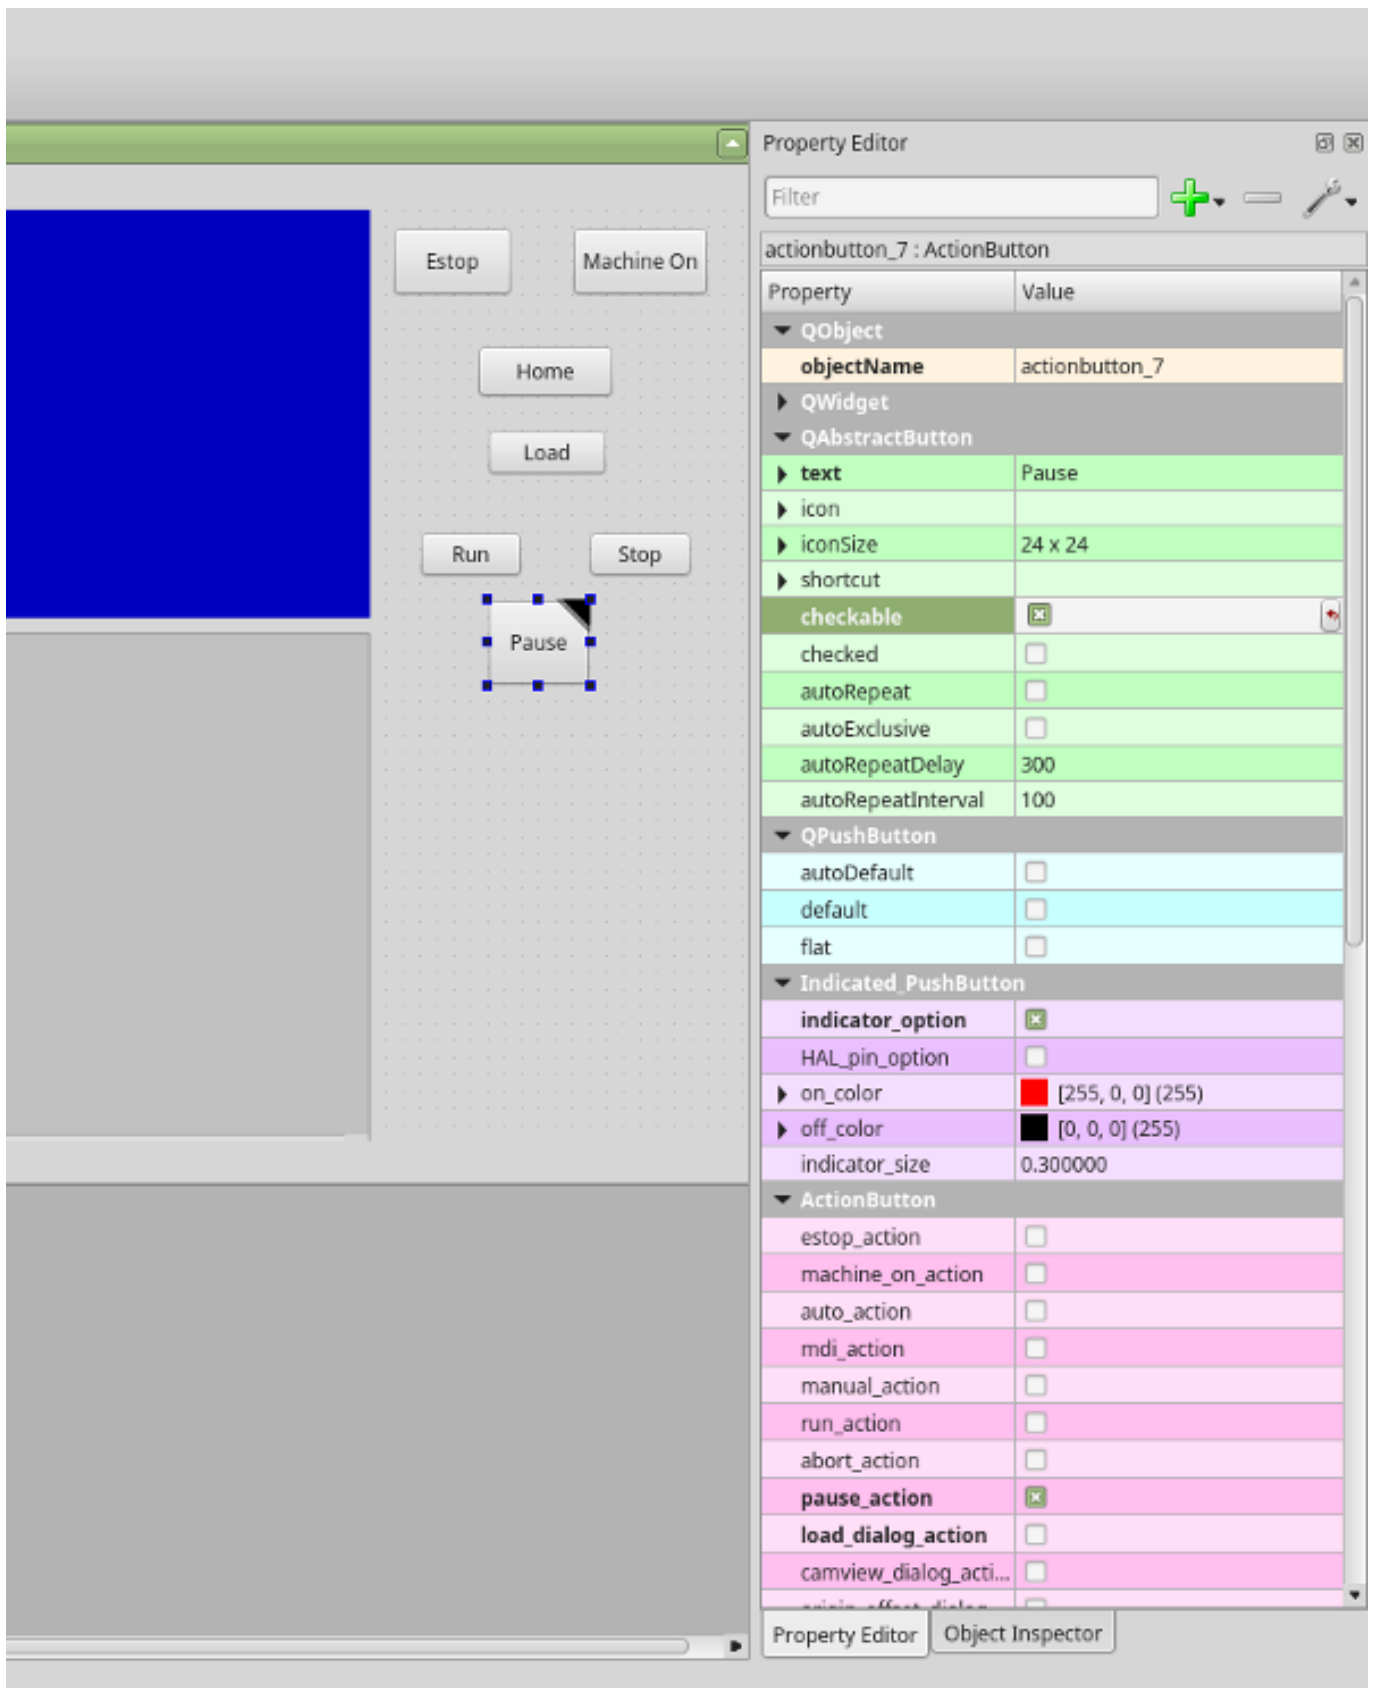 Property Editor
Filter
actionbutton_7 : ActionButton
Property Value
QObject
objectName actionbutton_7
QWidget
QAbstractButton
text Pause
icon
iconSize 24 x 24
shortcut
checkable
checked
autoRepeat
autoExclusive
autoRepeatDelay 300
autoRepeatInterval 100
QPushButton
autoDefault
default
flat
Indicated_PushButton
indicator_option
HAL_pin_option
on_color [255, 0, 0] (255)
off_color [0, 0, 0] (255)
indicator_size 0.300000
ActionButton
estop_action
machine_on_action
auto_action
mdi_action
manual_action
run_action
abort_action
pause_action
load_dialog_action
camview_dialog_acti...
Property Editor Object Inspector
Estop Machine On
Home
Load
Run Stop
Pause